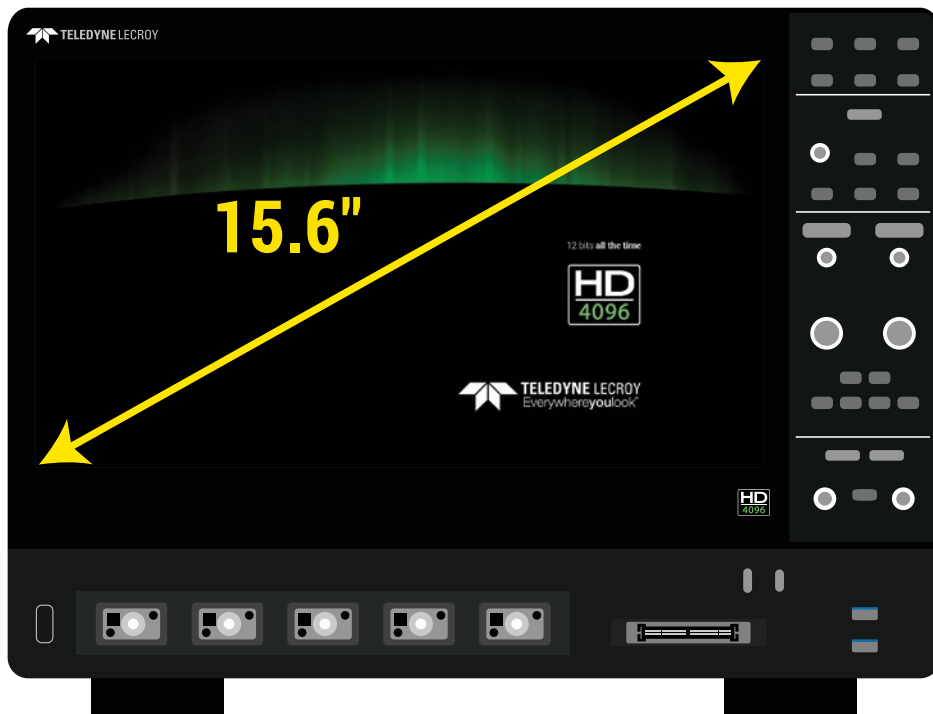 TELEDYNE LECROY
15.6"
12 bits all the time
HD
4096
TELEDYNE LECROY
Everywhereyoulook™
HD
4096